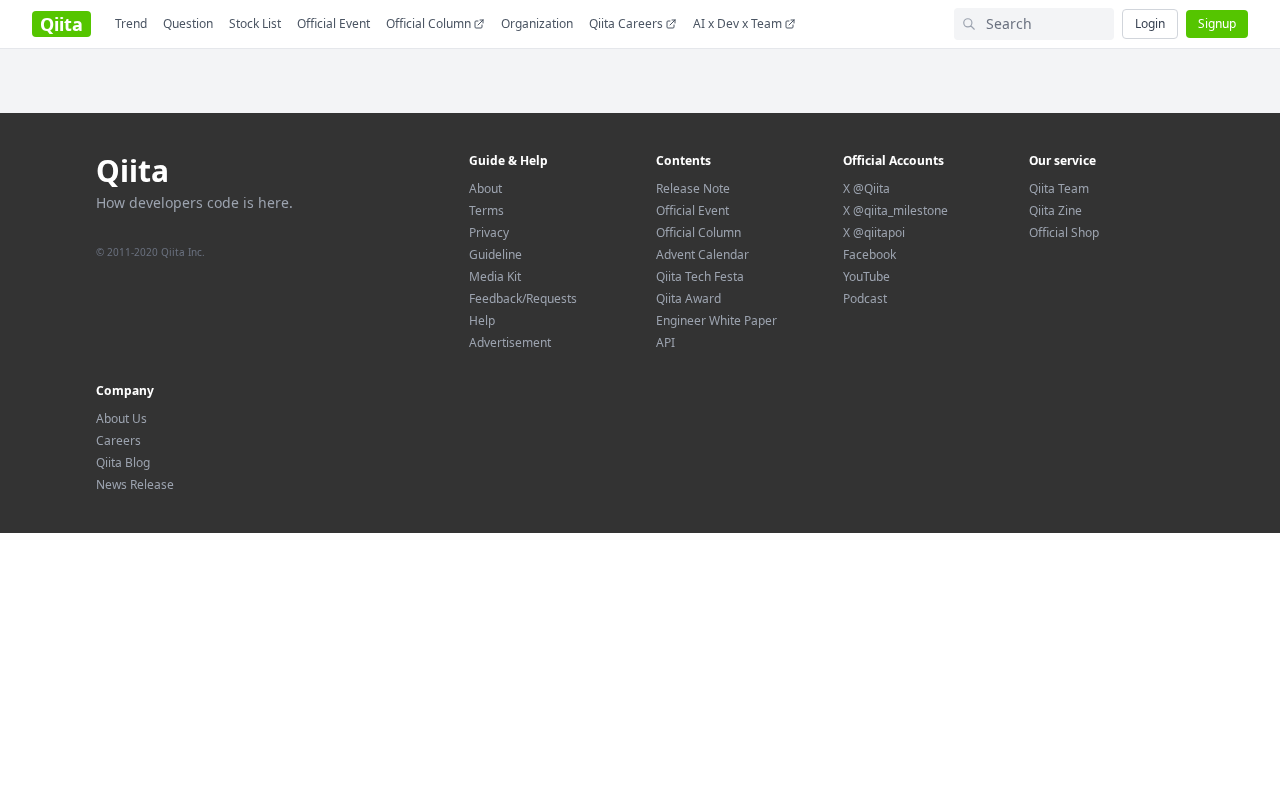 Qiita
Trend
Question
Stock List
Official Event
Official Column
Organization
Qiita Careers
AI x Dev x Team
Search
Login
Signup
Qiita
How developers code is here.
© 2011-2020 Qiita Inc.
Guide & Help
About
Terms
Privacy
Guideline
Media Kit
Feedback/Requests
Help
Advertisement
Contents
Release Note
Official Event
Official Column
Advent Calendar
Qiita Tech Festa
Qiita Award
Engineer White Paper
API
Official Accounts
X @Qiita
X @qiita_milestone
X @qiitapoi
Facebook
YouTube
Podcast
Our service
Qiita Team
Qiita Zine
Official Shop
Company
About Us
Careers
Qiita Blog
News Release